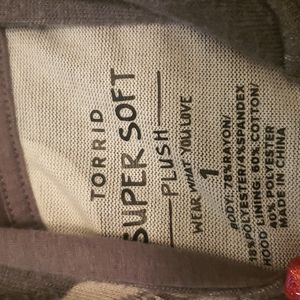 TORRID
SUPER SOFT
PLUSH
WEAR WHAT YOU LOVE
1
BODY: 78% RAYON/
18% POLYESTER/4% SPANDEX
HOOD LINING: 60% COTTON/
40% POLYESTER
MADE IN CHINA